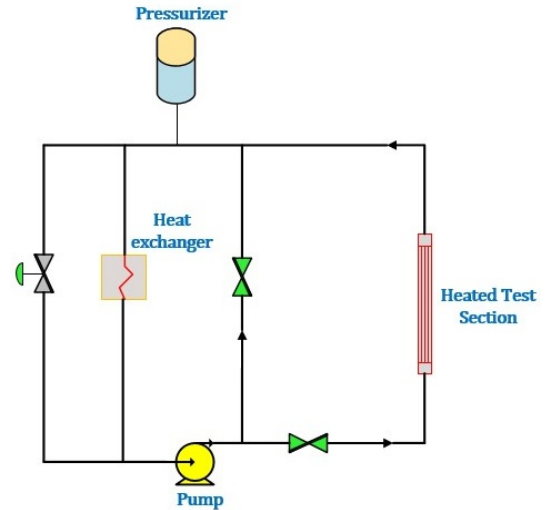 Pressurizer
Heat
exchanger
Heated Test
Section
Pump